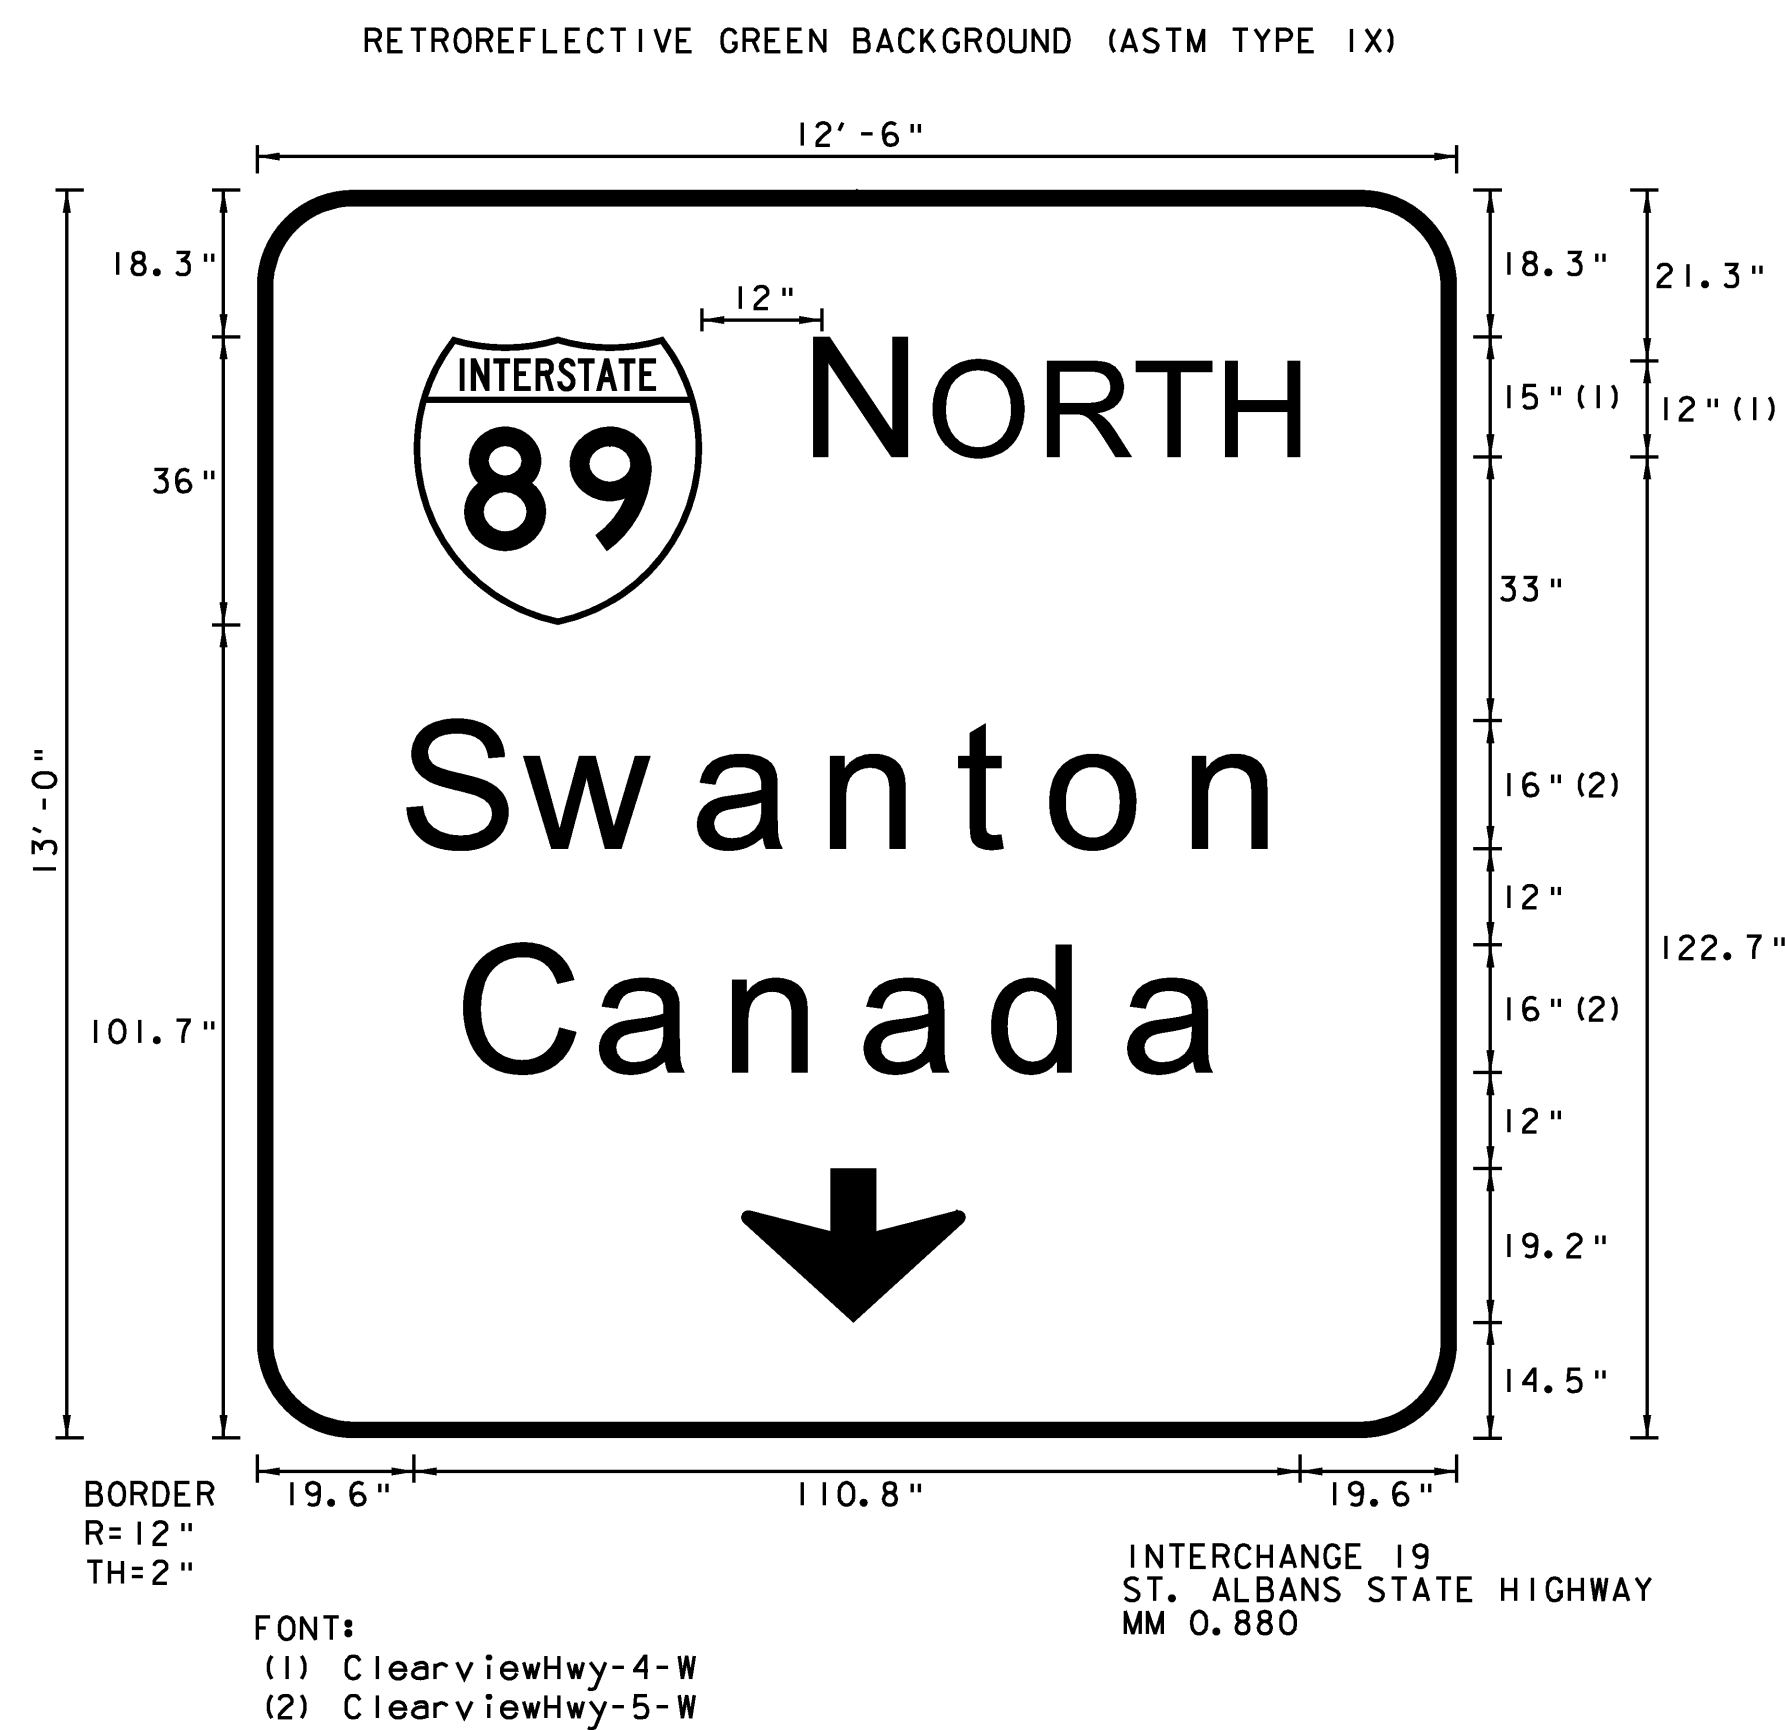 RETROREFLECTIVE GREEN BACKGROUND (ASTM TYPE IX)
12'-6"
18.3"
18.3"
21.3"
12"
INTERSTATE
NORTH
15"(1)
12"(1)
89
36"
33"
13'-0"
Swanton
16"(2)
12"
Canada
122.7"
16"(2)
101.7"
12"
19.2"
14.5"
19.6"
110.8"
19.6"
BORDER
R=12"
TH=2"
INTERCHANGE 19
ST. ALBANS STATE HIGHWAY
MM 0.880
FONT:
(1) ClearviewHwy-4-W
(2) ClearviewHwy-5-W